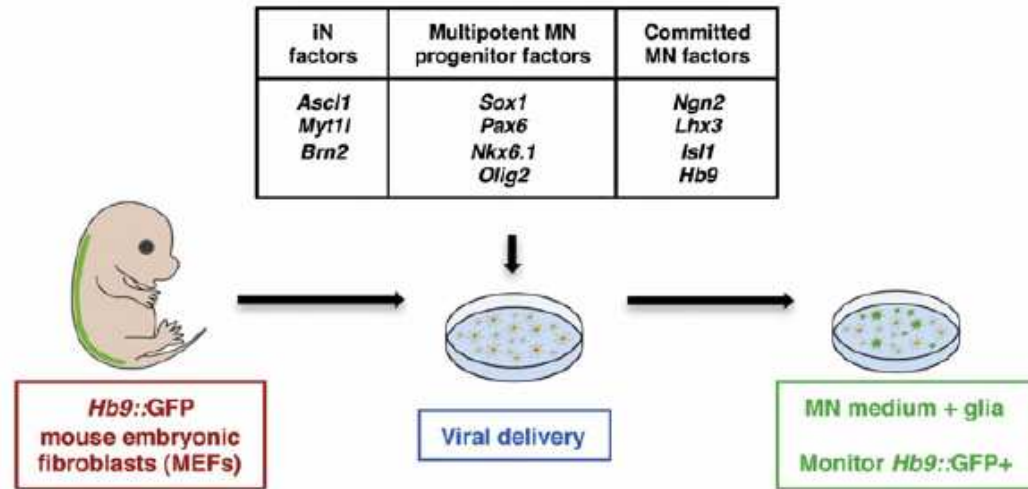 iN factors
Multipotent MN progenitor factors
Committed MN factors
Ascl1
Myt1l
Brn2
Sox1
Pax6
Nkx6.1
Olig2
Ngn2
Lhx3
Isl1
Hb9
Hb9::GFP
mouse embryonic
fibroblasts (MEFs)
Viral delivery
MN medium + glia
Monitor Hb9::GFP+